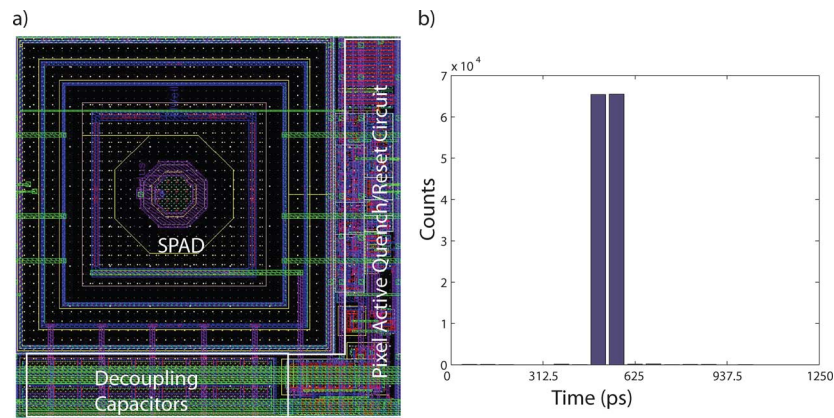 a)
SPAD
Pixel Active Quench/Reset Circuit
Decoupling
Capacitors
b)
x 10 4
7
6
5
4
3
2
1
0
Counts
0 312.5 625 937.5 1250
Time (ps)